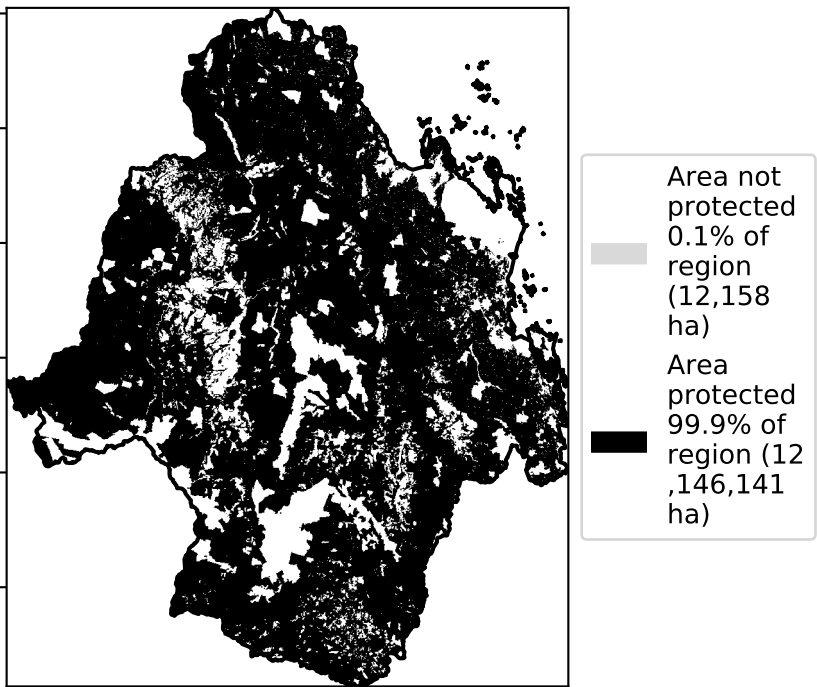 Area not
protected
0.1% of
region
(12,158
ha)
Area
protected
99.9% of
region (12
,146,141
ha)